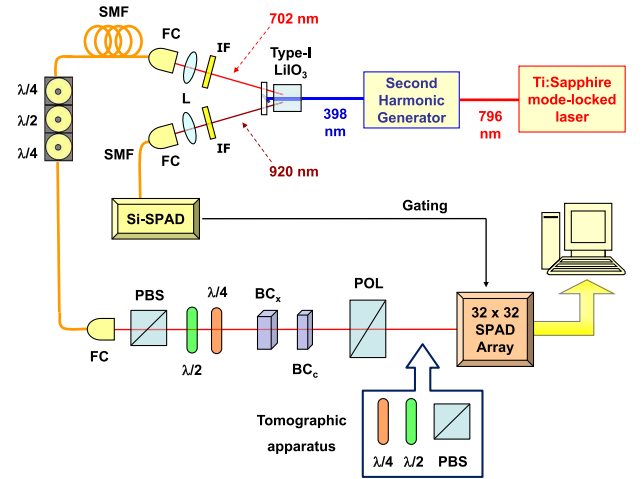 SMF
FC
IF
702 nm
Type-I
LiIO₃
λ/4
λ/2
λ/4
L
398
nm
Second
Harmonic
Generator
796
nm
Ti:Sapphire
mode-locked
laser
SMF
FC
IF
920 nm
Si-SPAD
Gating
PBS
λ/4
BCₓ
POL
FC
λ/2
BC꜀
32 x 32
SPAD
Array
Tomographic
apparatus
λ/4
λ/2
PBS